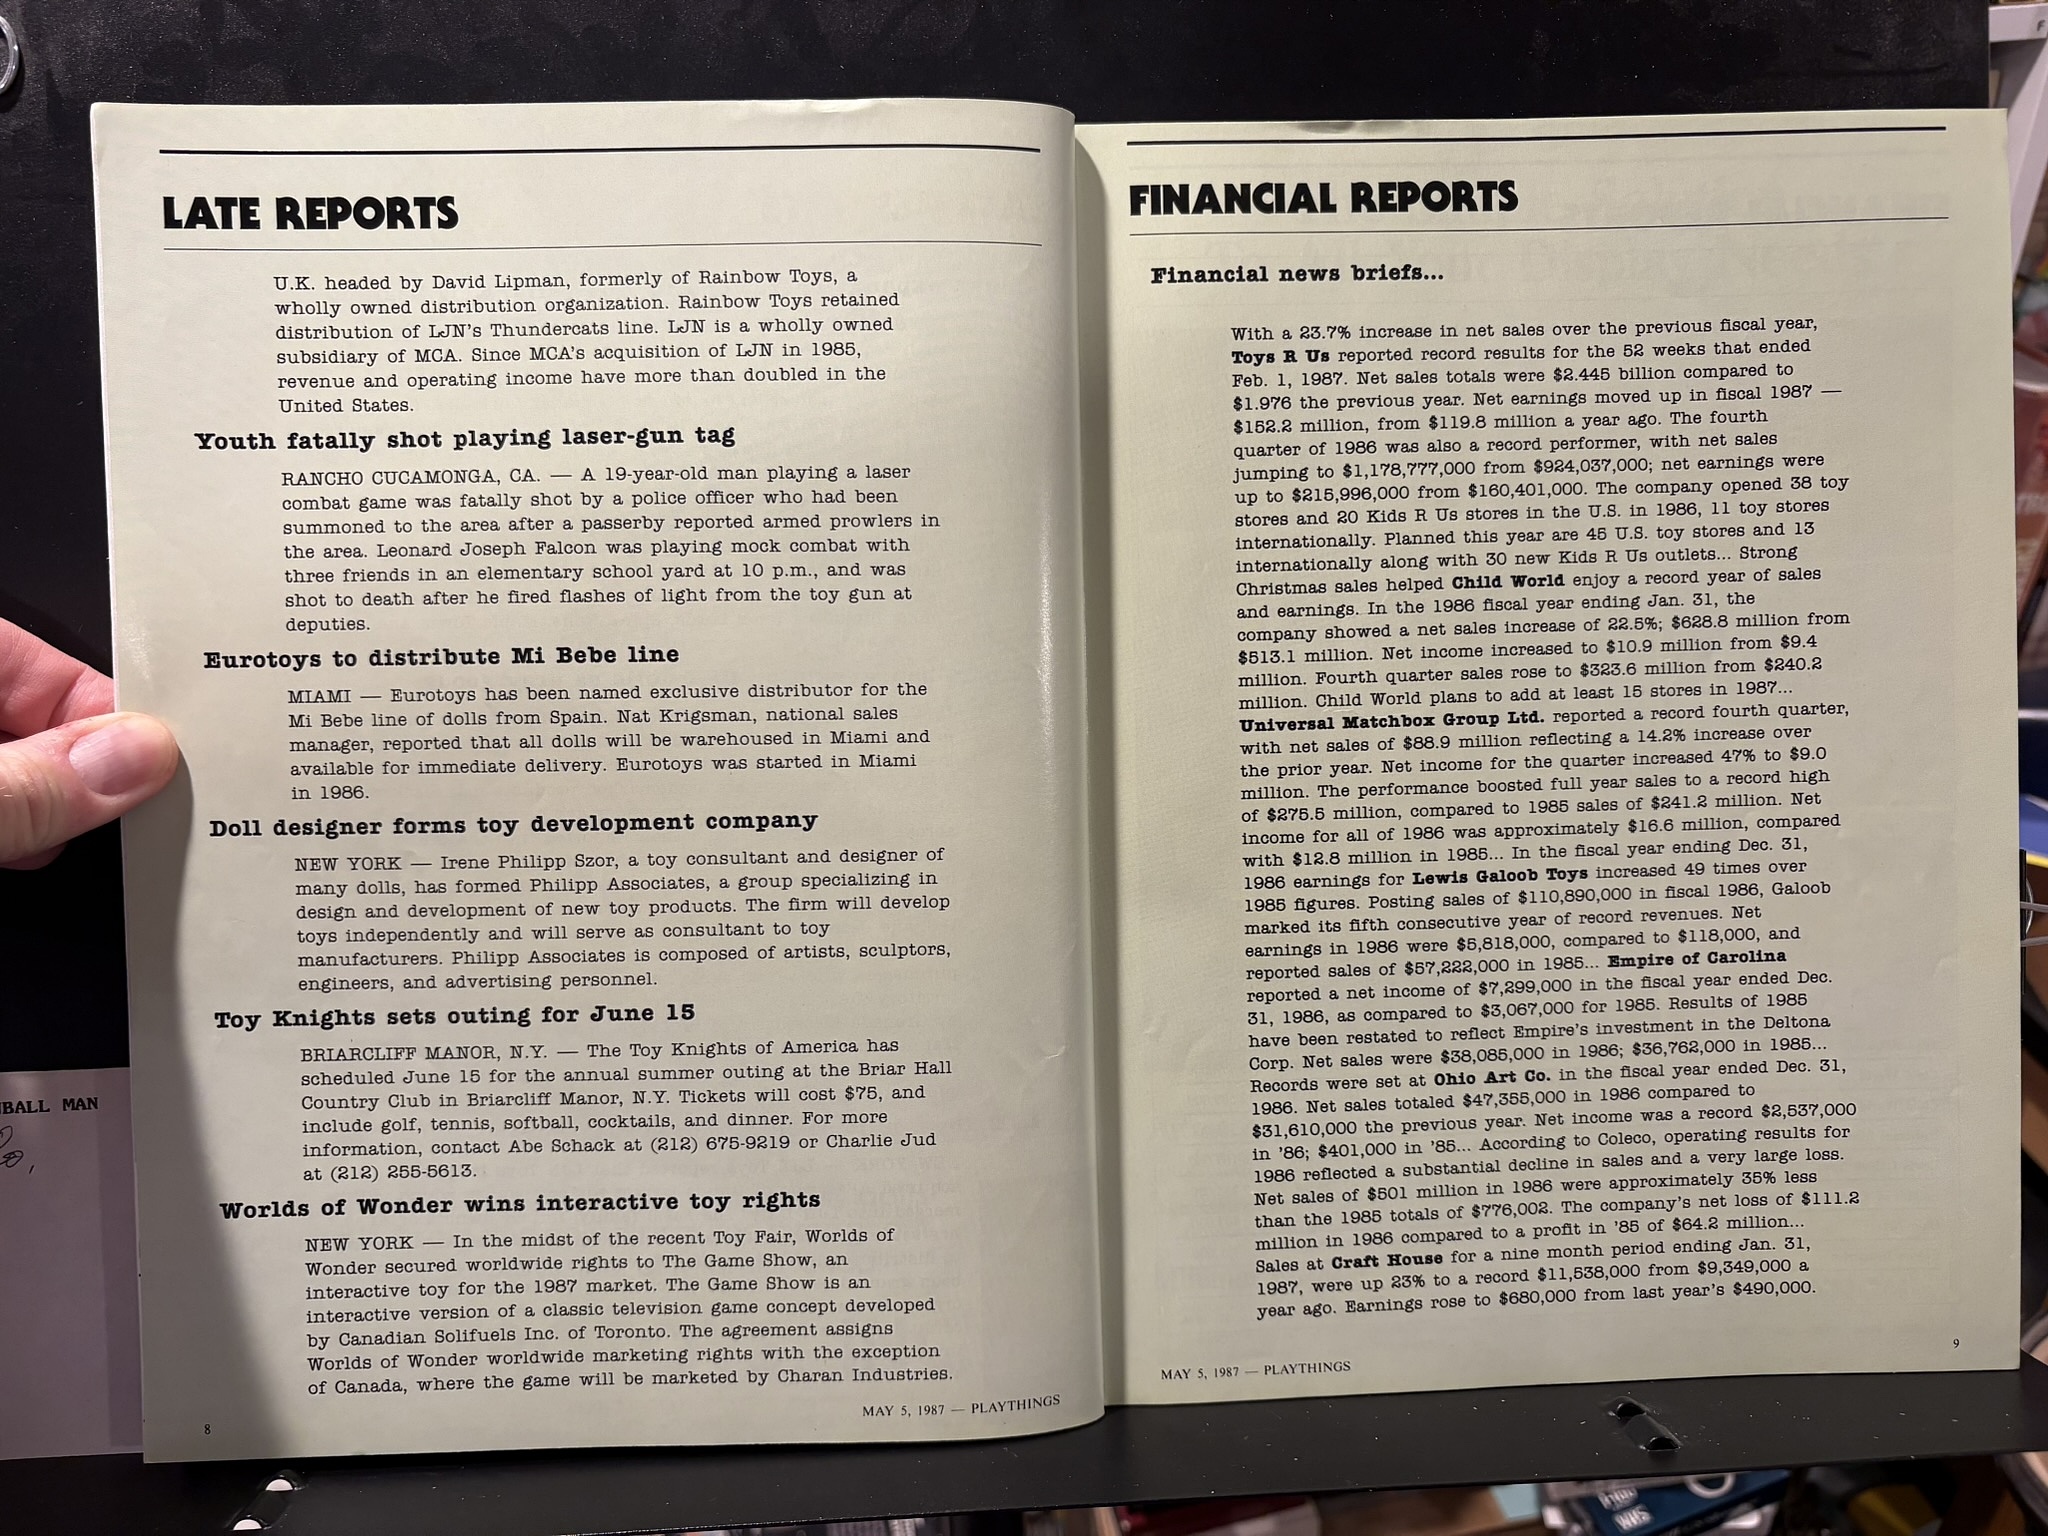 LATE REPORTS
U.K. headed by David Lipman, formerly of Rainbow Toys, a
wholly owned distribution organization. Rainbow Toys retained
distribution of LJN's Thundercats line. LJN is a wholly owned
subsidiary of MCA. Since MCA's acquisition of LJN in 1985,
revenue and operating income have more than doubled in the
United States.
Youth fatally shot playing laser-gun tag
RANCHO CUCAMONGA, CA. — A 19-year-old man playing a laser
combat game was fatally shot by a police officer who had been
summoned to the area after a passerby reported armed prowlers in
the area. Leonard Joseph Falcon was playing mock combat with
three friends in an elementary school yard at 10 p.m., and was
shot to death after he fired flashes of light from the toy gun at
deputies.
Eurotoys to distribute Mi Bebe line
MIAMI — Eurotoys has been named exclusive distributor for the
Mi Bebe line of dolls from Spain. Nat Krigsman, national sales
manager, reported that all dolls will be warehoused in Miami and
available for immediate delivery. Eurotoys was started in Miami
in 1986.
Doll designer forms toy development company
NEW YORK — Irene Philipp Szor, a toy consultant and designer of
many dolls, has formed Philipp Associates, a group specializing in
design and development of new toy products. The firm will develop
toys independently and will serve as consultant to toy
manufacturers. Philipp Associates is composed of artists, sculptors,
engineers, and advertising personnel.
Toy Knights sets outing for June 15
BRIARCLIFF MANOR, N.Y. — The Toy Knights of America has
scheduled June 15 for the annual summer outing at the Briar Hall
Country Club in Briarcliff Manor, N.Y. Tickets will cost $75, and
include golf, tennis, softball, cocktails, and dinner. For more
information, contact Abe Schack at (212) 675-9219 or Charlie Jud
at (212) 255-5613.
Worlds of Wonder wins interactive toy rights
NEW YORK — In the midst of the recent Toy Fair, Worlds of
Wonder secured worldwide rights to The Game Show, an
interactive toy for the 1987 market. The Game Show is an
interactive version of a classic television game concept developed
by Canadian Solifuels Inc. of Toronto. The agreement assigns
Worlds of Wonder worldwide marketing rights with the exception
of Canada, where the game will be marketed by Charan Industries.
MAY 5, 1987 — PLAYTHINGS
8
FINANCIAL REPORTS
Financial news briefs...
With a 23.7% increase in net sales over the previous fiscal year,
Toys R Us reported record results for the 52 weeks that ended
Feb. 1, 1987. Net sales totals were $2.445 billion compared to
$1.976 the previous year. Net earnings moved up in fiscal 1987 —
$152.2 million, from $119.8 million a year ago. The fourth
quarter of 1986 was also a record performer, with net sales
jumping to $1,178,777,000 from $924,037,000; net earnings were
up to $215,996,000 from $160,401,000. The company opened 38 toy
stores and 20 Kids R Us stores in the U.S. in 1986, 11 toy stores
internationally. Planned this year are 45 U.S. toy stores and 13
internationally along with 30 new Kids R Us outlets... Strong
Christmas sales helped Child World enjoy a record year of sales
and earnings. In the 1986 fiscal year ending Jan. 31, the
company showed a net sales increase of 22.5%; $628.8 million from
$513.1 million. Net income increased to $10.9 million from $9.4
million. Fourth quarter sales rose to $323.6 million from $240.2
million. Child World plans to add at least 15 stores in 1987...
Universal Matchbox Group Ltd. reported a record fourth quarter,
with net sales of $88.9 million reflecting a 14.2% increase over
the prior year. Net income for the quarter increased 47% to $9.0
million. The performance boosted full year sales to a record high
of $275.5 million, compared to 1985 sales of $241.2 million. Net
income for all of 1986 was approximately $16.6 million, compared
with $12.8 million in 1985... In the fiscal year ending Dec. 31,
1986 earnings for Lewis Galoob Toys increased 49 times over
1985 figures. Posting sales of $110,890,000 in fiscal 1986, Galoob
marked its fifth consecutive year of record revenues. Net
earnings in 1986 were $5,818,000, compared to $118,000, and
reported sales of $57,222,000 in 1985... Empire of Carolina
reported a net income of $7,299,000 in the fiscal year ended Dec.
31, 1986, as compared to $3,067,000 for 1985. Results of 1985
have been restated to reflect Empire's investment in the Deltona
Corp. Net sales were $38,085,000 in 1986; $36,762,000 in 1985...
Records were set at Ohio Art Co. in the fiscal year ended Dec. 31,
1986. Net sales totaled $47,355,000 in 1986 compared to
$31,610,000 the previous year. Net income was a record $2,537,000
in '86; $401,000 in '85... According to Coleco, operating results for
1986 reflected a substantial decline in sales and a very large loss.
Net sales of $501 million in 1986 were approximately 35% less
than the 1985 totals of $776,002. The company's net loss of $111.2
million in 1986 compared to a profit in '85 of $64.2 million...
Sales at Craft House for a nine month period ending Jan. 31,
1987, were up 23% to a record $11,538,000 from $9,349,000 a
year ago. Earnings rose to $680,000 from last year's $490,000.
MAY 5, 1987 — PLAYTHINGS
9
MAN